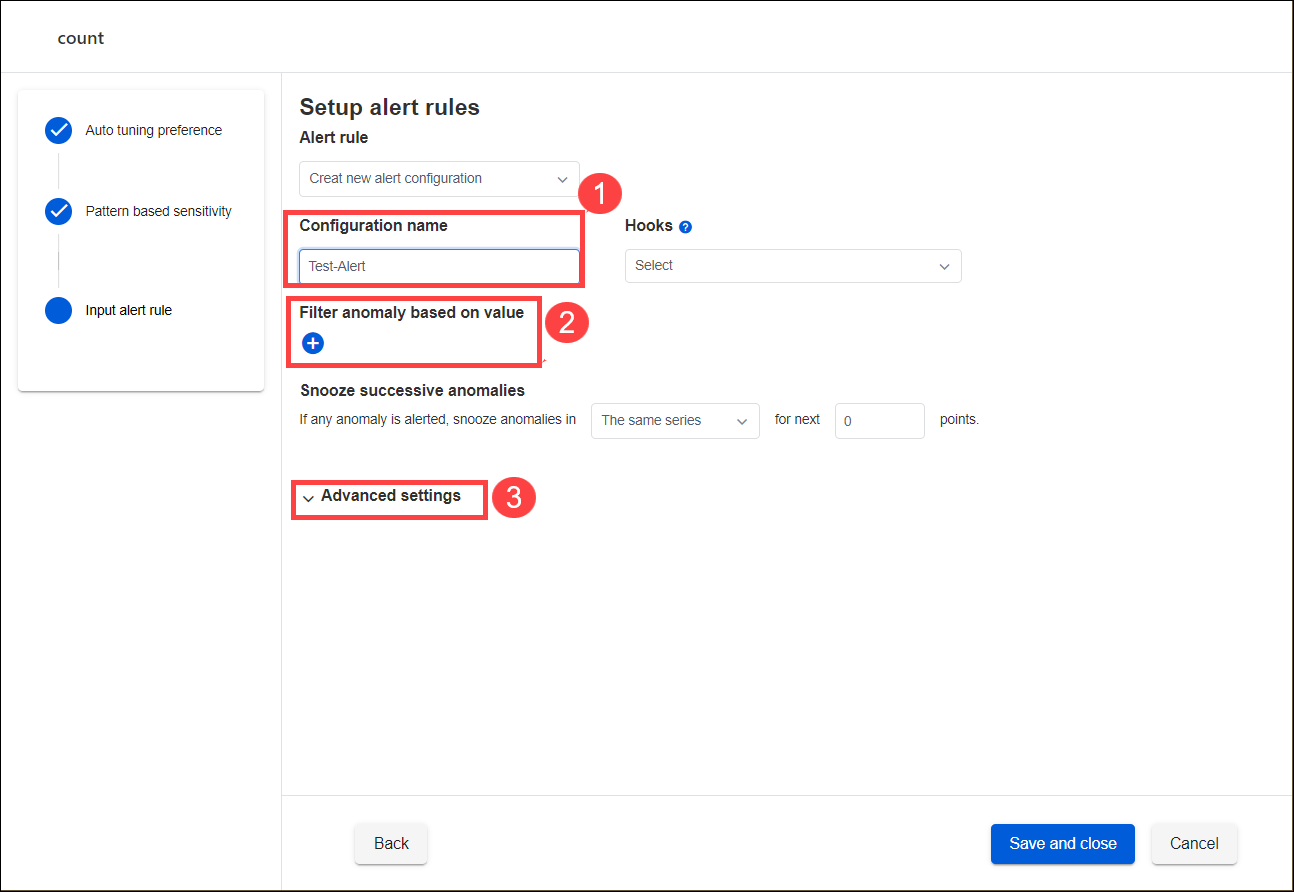 count
Auto tuning preference
Pattern based sensitivity
Input alert rule
Setup alert rules
Alert rule
Creat new alert configuration
1
Configuration name
Hooks ?
Test-Alert
Select
Filter anomaly based on value
2
Snooze successive anomalies
If any anomaly is alerted, snooze anomalies in The same series for next 0 points.
Advanced settings
3
Back
Save and close
Cancel